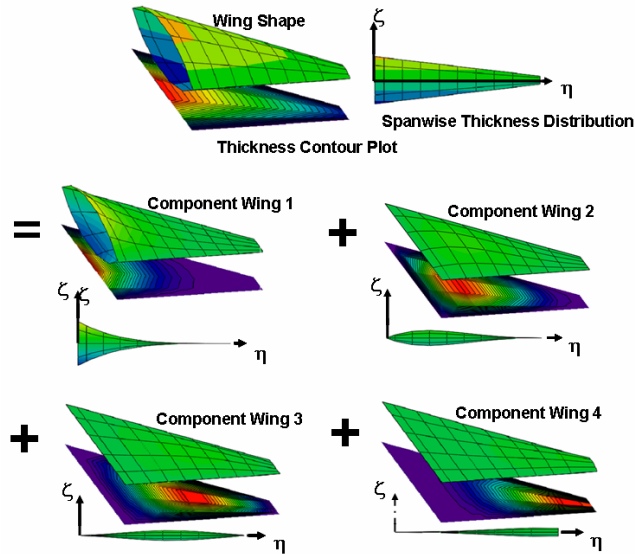 Wing Shape
ζ
η
Spanwise Thickness Distribution
Thickness Contour Plot
=
Component Wing 1
+
Component Wing 2
ζ ζ
η
ζ
η
+
Component Wing 3
+
Component Wing 4
ζ
η
ζ
η